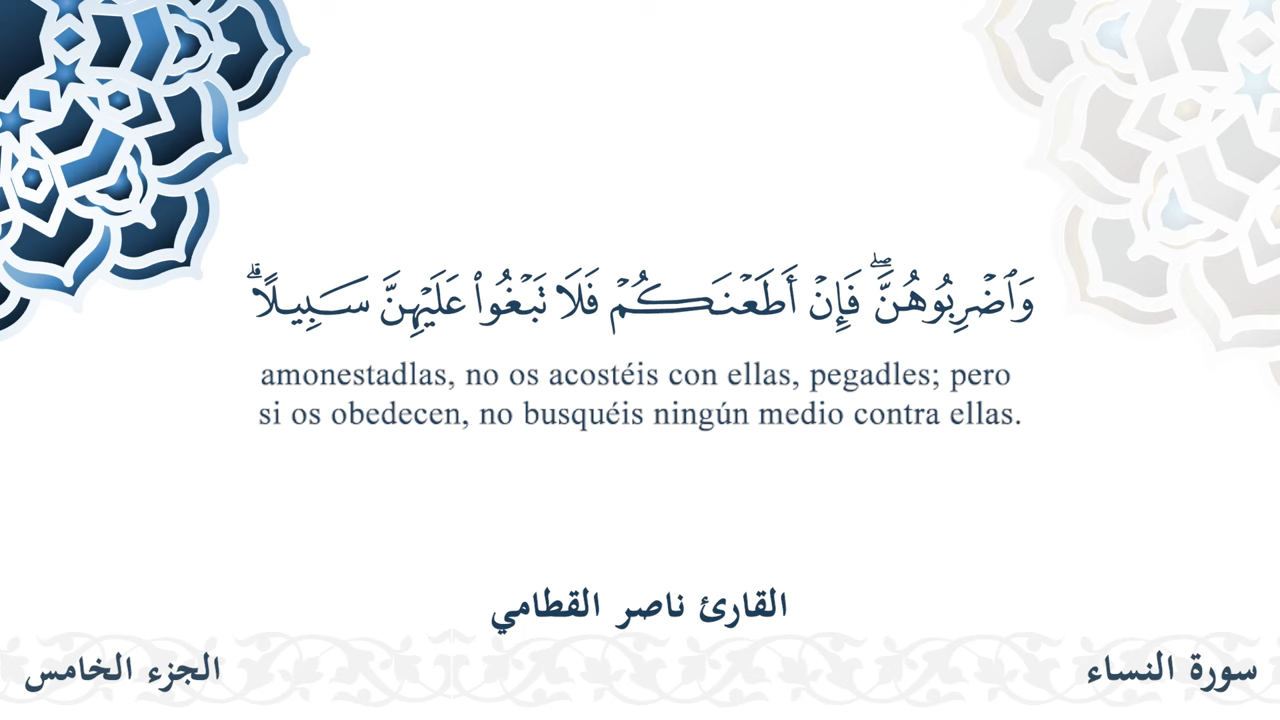 وَٱضۡرِبُوهُنَّۖ فَإِنۡ أَطَعۡنَكُمۡ فَلَا تَبۡغُواْ عَلَيۡهِنَّ سَبِيلًاۗ
amonestadlas, no os acostéis con ellas, pegadles; pero
si os obedecen, no busquéis ningún medio contra ellas.
القارئ ناصر القطامي
سورة النساء
الجزء الخامس